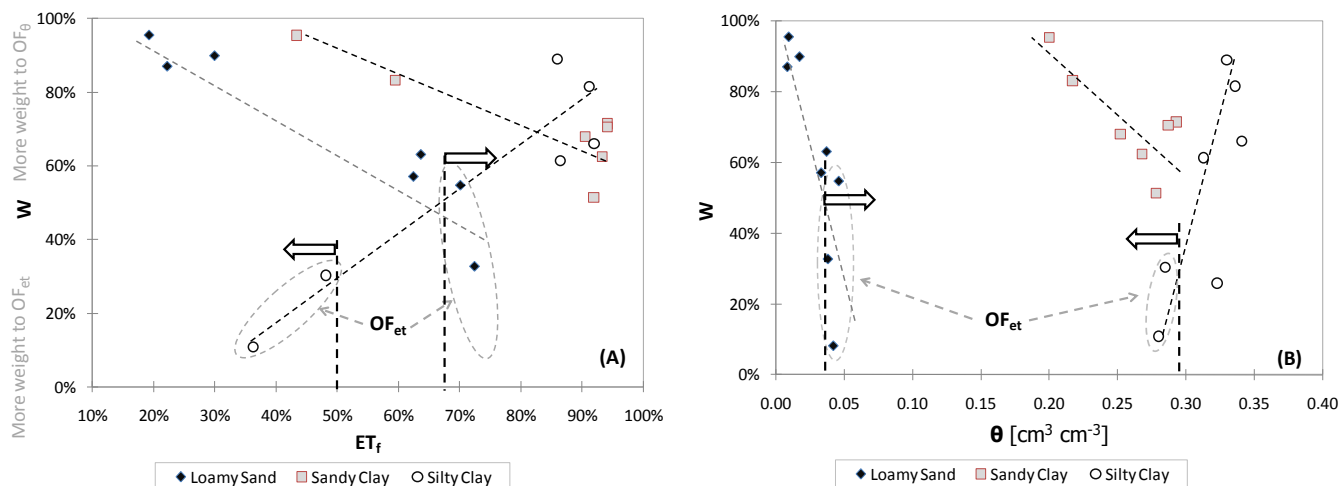 More weight to OFθ
W
More weight to OFet
100%
80%
60%
40%
20%
0%
OFet
(A)
10% 20% 30% 40% 50% 60% 70% 80% 90% 100%
ETf
Loamy Sand Sandy Clay Silty Clay
W
100%
80%
60%
40%
20%
0%
OFet
(B)
0.00 0.05 0.10 0.15 0.20 0.25 0.30 0.35 0.40
θ [cm³ cm⁻³]
Loamy Sand Sandy Clay Silty Clay